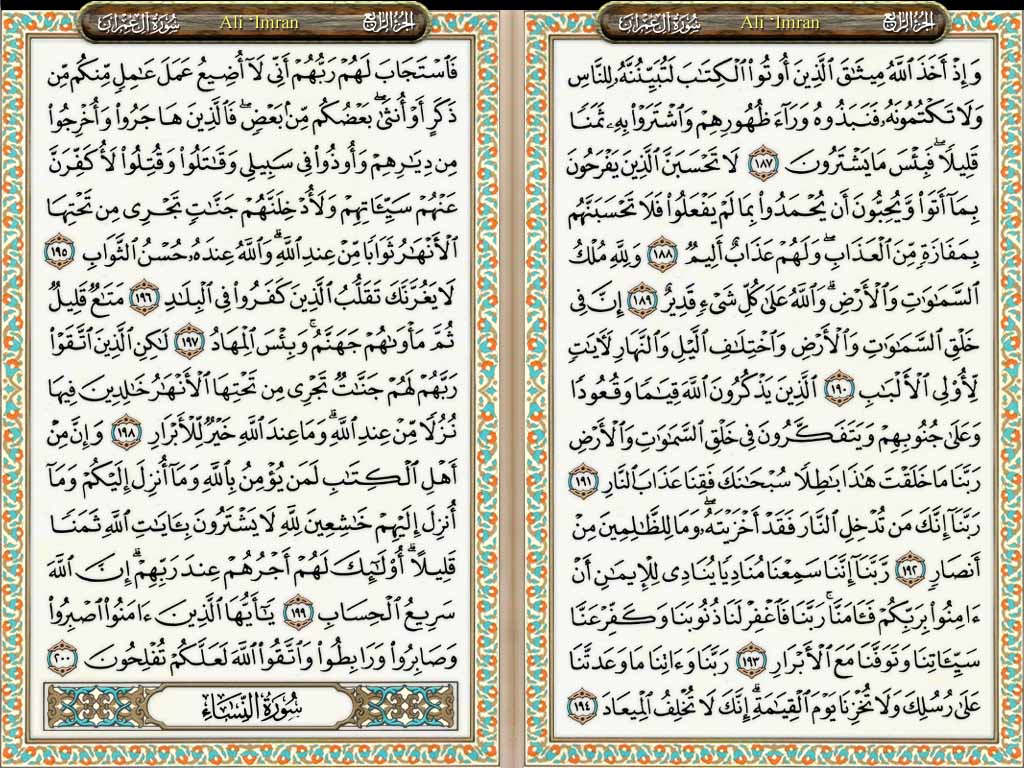 سُورَةُ آلِ عِمْرَانَ Ali 'Imran الجزء الرابع
وَإِذْ أَخَذَ ٱللَّهُ مِيثَٰقَ ٱلَّذِينَ أُوتُوا۟ ٱلْكِتَٰبَ لَتُبَيِّنُنَّهُۥ لِلنَّاسِ
وَلَا تَكْتُمُونَهُۥ فَنَبَذُوهُ وَرَآءَ ظُهُورِهِمْ وَٱشْتَرَوْا۟ بِهِۦ ثَمَنًا
قَلِيلًا ۖ فَبِئْسَ مَا يَشْتَرُونَ ١٨٧ لَا تَحْسَبَنَّ ٱلَّذِينَ يَفْرَحُونَ
بِمَآ أَتَوا۟ وَّيُحِبُّونَ أَن يُحْمَدُوا۟ بِمَا لَمْ يَفْعَلُوا۟ فَلَا تَحْسَبَنَّهُم
بِمَفَازَةٍ مِّنَ ٱلْعَذَابِ ۖ وَلَهُمْ عَذَابٌ أَلِيمٌ ١٨٨ وَلِلَّهِ مُلْكُ
ٱلسَّمَٰوَٰتِ وَٱلْأَرْضِ ۗ وَٱللَّهُ عَلَىٰ كُلِّ شَىْءٍ قَدِيرٌ ١٨٩ إِنَّ فِى
خَلْقِ ٱلسَّمَٰوَٰتِ وَٱلْأَرْضِ وَٱخْتِلَٰفِ ٱلَّيْلِ وَٱلنَّهَارِ لَءَايَٰتٍ
لِّأُو۟لِى ٱلْأَلْبَٰبِ ١٩٠ ٱلَّذِينَ يَذْكُرُونَ ٱللَّهَ قِيَٰمًا وَقُعُودًا
وَعَلَىٰ جُنُوبِهِمْ وَيَتَفَكَّرُونَ فِى خَلْقِ ٱلسَّمَٰوَٰتِ وَٱلْأَرْضِ
رَبَّنَا مَا خَلَقْتَ هَٰذَا بَٰطِلًا سُبْحَٰنَكَ فَقِنَا عَذَابَ ٱلنَّارِ ١٩١
رَبَّنَآ إِنَّكَ مَن تُدْخِلِ ٱلنَّارَ فَقَدْ أَخْزَيْتَهُۥ ۖ وَمَا لِلظَّٰلِمِينَ مِنْ
أَنصَارٍ ١٩٢ رَّبَّنَآ إِنَّنَا سَمِعْنَا مُنَادِيًا يُنَادِى لِلْإِيمَٰنِ أَنْ
ءَامِنُوا۟ بِرَبِّكُمْ فَـَٔامَنَّا ۚ رَبَّنَا فَٱغْفِرْ لَنَا ذُنُوبَنَا وَكَفِّرْ عَنَّا
سَيِّـَٔاتِنَا وَتَوَفَّنَا مَعَ ٱلْأَبْرَارِ ١٩٣ رَبَّنَا وَءَاتِنَا مَا وَعَدتَّنَا
عَلَىٰ رُسُلِكَ وَلَا تُخْزِنَا يَوْمَ ٱلْقِيَٰمَةِ ۗ إِنَّكَ لَا تُخْلِفُ ٱلْمِيعَادَ ١٩٤
سُورَةُ آلِ عِمْرَانَ Ali 'Imran الجزء الرابع
فَٱسْتَجَابَ لَهُمْ رَبُّهُمْ أَنِّى لَآ أُضِيعُ عَمَلَ عَٰمِلٍ مِّنكُم مِّن
ذَكَرٍ أَوْ أُنثَىٰ ۖ بَعْضُكُم مِّنۢ بَعْضٍ ۖ فَٱلَّذِينَ هَاجَرُوا۟ وَأُخْرِجُوا۟
مِن دِيَٰرِهِمْ وَأُوذُوا۟ فِى سَبِيلِى وَقَٰتَلُوا۟ وَقُتِلُوا۟ لَأُكَفِّرَنَّ
عَنْهُمْ سَيِّـَٔاتِهِمْ وَلَأُدْخِلَنَّهُمْ جَنَّٰتٍ تَجْرِى مِن تَحْتِهَا
ٱلْأَنْهَٰرُ ثَوَابًا مِّنْ عِندِ ٱللَّهِ ۗ وَٱللَّهُ عِندَهُۥ حُسْنُ ٱلثَّوَابِ ١٩٥
لَا يَغُرَّنَّكَ تَقَلُّبُ ٱلَّذِينَ كَفَرُوا۟ فِى ٱلْبِلَٰدِ ١٩٦ مَتَٰعٌ قَلِيلٌ
ثُمَّ مَأْوَىٰهُمْ جَهَنَّمُ ۚ وَبِئْسَ ٱلْمِهَادُ ١٩٧ لَٰكِنِ ٱلَّذِينَ ٱتَّقَوْا۟
رَبَّهُمْ لَهُمْ جَنَّٰتٌ تَجْرِى مِن تَحْتِهَا ٱلْأَنْهَٰرُ خَٰلِدِينَ فِيهَا
نُزُلًا مِّنْ عِندِ ٱللَّهِ ۗ وَمَا عِندَ ٱللَّهِ خَيْرٌ لِّلْأَبْرَارِ ١٩٨ وَإِنَّ مِنْ
أَهْلِ ٱلْكِتَٰبِ لَمَن يُؤْمِنُ بِٱللَّهِ وَمَآ أُنزِلَ إِلَيْكُمْ وَمَآ
أُنزِلَ إِلَيْهِمْ خَٰشِعِينَ لِلَّهِ لَا يَشْتَرُونَ بِـَٔايَٰتِ ٱللَّهِ ثَمَنًا
قَلِيلًا ۗ أُو۟لَٰٓئِكَ لَهُمْ أَجْرُهُمْ عِندَ رَبِّهِمْ ۗ إِنَّ ٱللَّهَ
سَرِيعُ ٱلْحِسَابِ ١٩٩ يَٰٓأَيُّهَا ٱلَّذِينَ ءَامَنُوا۟ ٱصْبِرُوا۟
وَصَابِرُوا۟ وَرَابِطُوا۟ وَٱتَّقُوا۟ ٱللَّهَ لَعَلَّكُمْ تُفْلِحُونَ ٢٠٠
سُورَةُ النِّسَاءِ